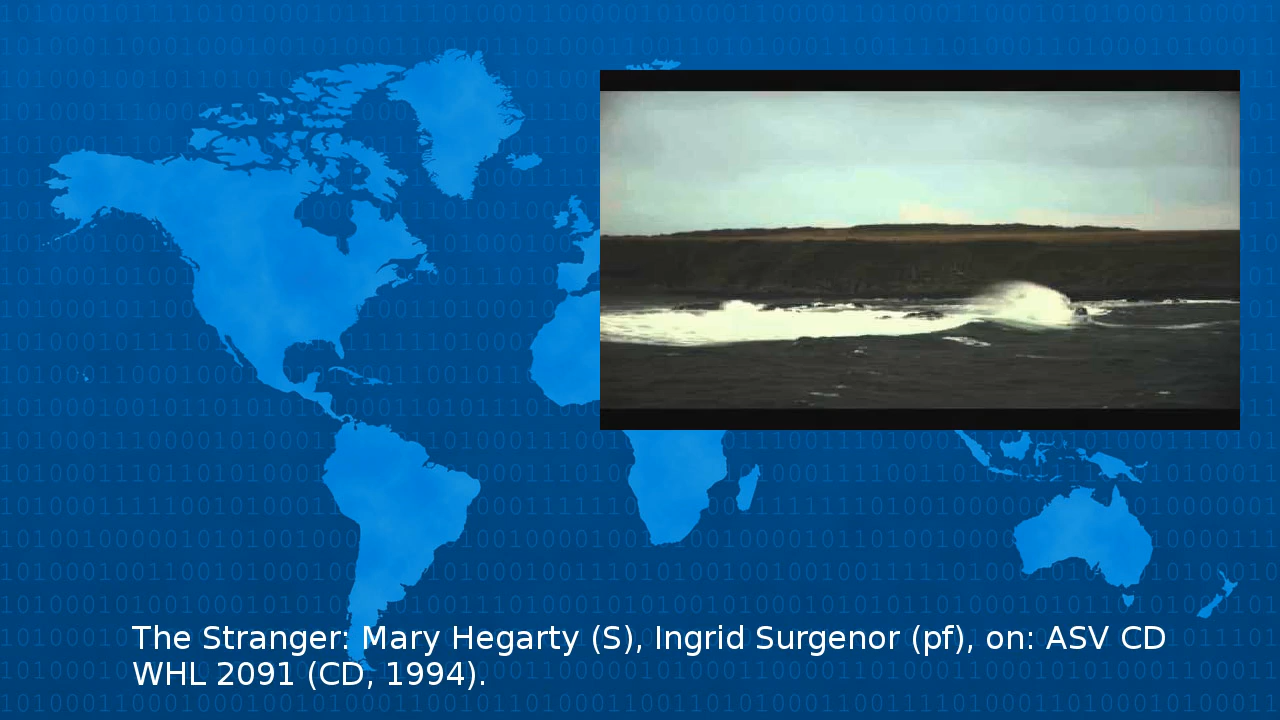 The Stranger: Mary Hegarty (S), Ingrid Surgenor (pf), on: ASV CD
WHL 2091 (CD, 1994).